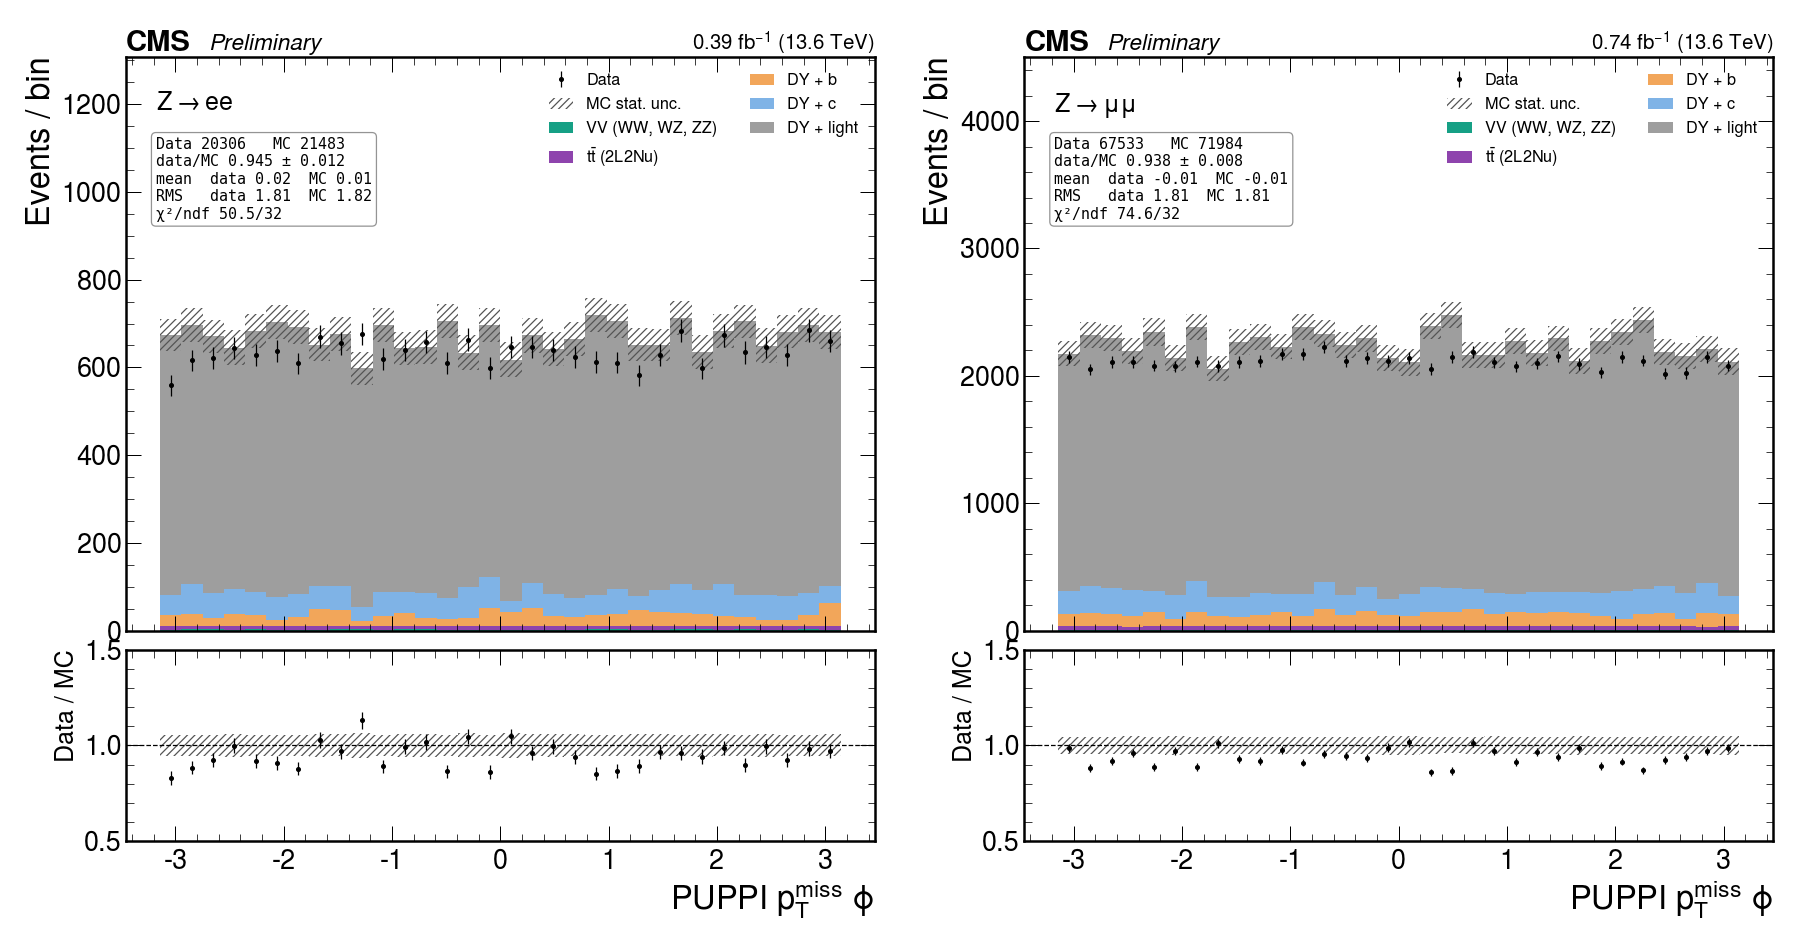 CMS Preliminary 0.39 fb⁻¹ (13.6 TeV)
Events / bin
Z→ee
Data
MC stat. unc.
VV (WW, WZ, ZZ)
tt̄ (2L2Nu)
DY + b
DY + c
DY + light
Data 20306 MC 21483
data/MC 0.945 ± 0.012
mean data 0.02 MC 0.01
RMS data 1.81 MC 1.82
χ²/ndf 50.5/32
1200
1000
800
600
400
200
0
Data / MC
1.5
1.0
0.5
-3 -2 -1 0 1 2 3
PUPPI p_T^miss ϕ
CMS Preliminary 0.74 fb⁻¹ (13.6 TeV)
Events / bin
Z→μμ
Data
MC stat. unc.
VV (WW, WZ, ZZ)
tt̄ (2L2Nu)
DY + b
DY + c
DY + light
Data 67533 MC 71984
data/MC 0.938 ± 0.008
mean data -0.01 MC -0.01
RMS data 1.81 MC 1.81
χ²/ndf 74.6/32
4000
3000
2000
1000
0
Data / MC
1.5
1.0
0.5
-3 -2 -1 0 1 2 3
PUPPI p_T^miss ϕ